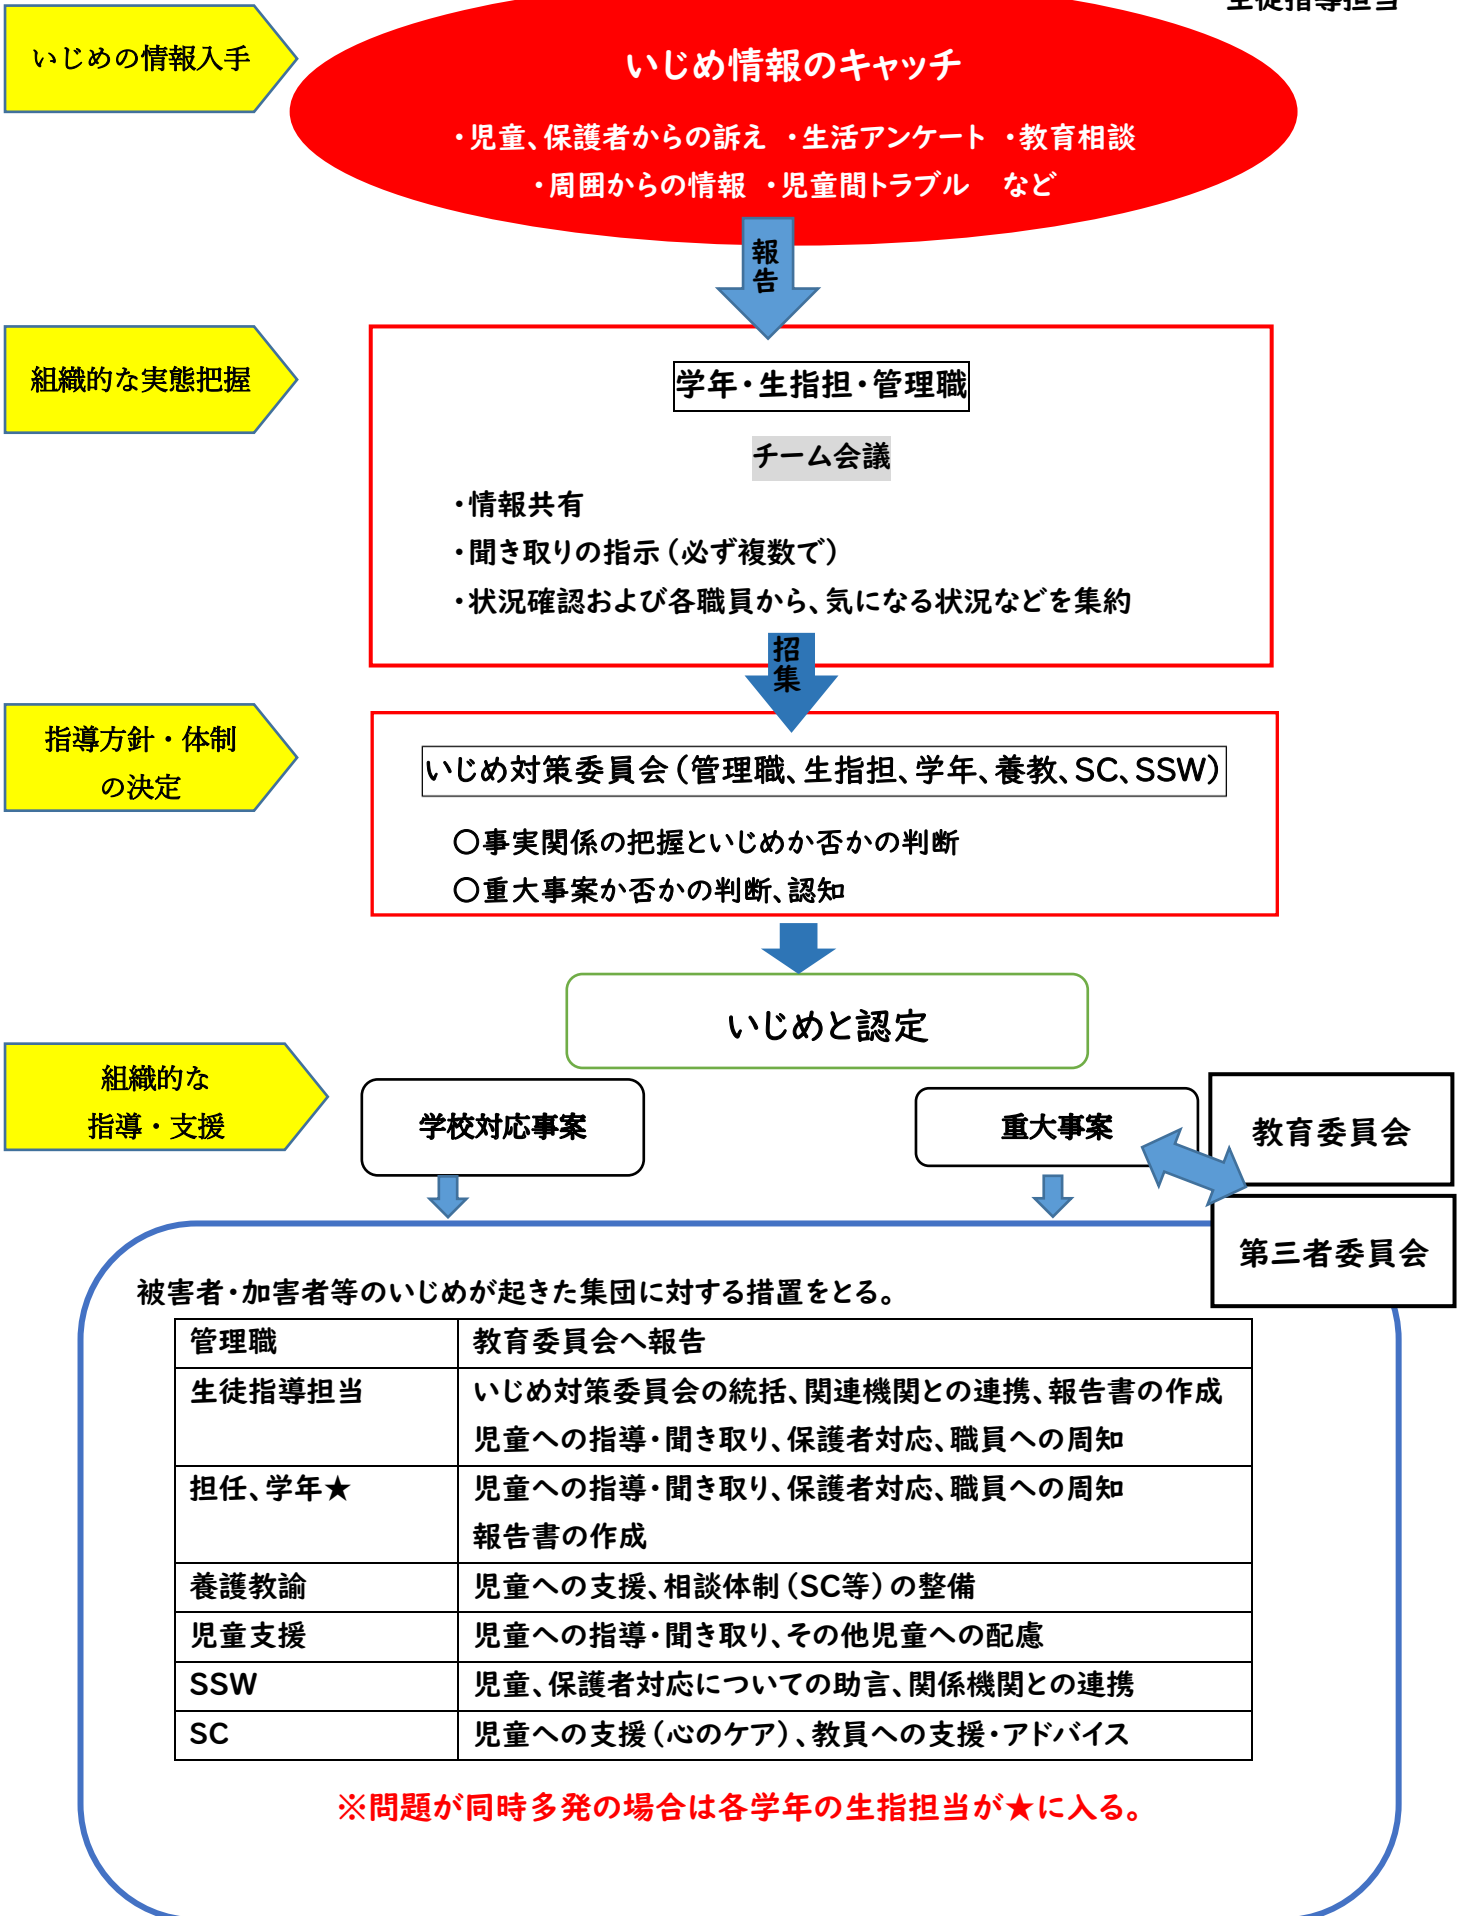 生徒指導担当
いじめの情報入手
いじめ情報のキャッチ
・児童、保護者からの訴え ・生活アンケート ・教育相談
・周囲からの情報 ・児童間トラブル など
報告
組織的な実態把握
学年・生指担・管理職
チーム会議
・情報共有
・聞き取りの指示（必ず複数で）
・状況確認および各職員から、気になる状況などを集約
招集
指導方針・体制
の決定
いじめ対策委員会（管理職、生指担、学年、養教、SC、SSW）
〇事実関係の把握といじめか否かの判断
〇重大事案か否かの判断、認知
いじめと認定
組織的な
指導・支援
学校対応事案
重大事案
教育委員会
第三者委員会
被害者・加害者等のいじめが起きた集団に対する措置をとる。
管理職 教育委員会へ報告
生徒指導担当 いじめ対策委員会の統括、関連機関との連携、報告書の作成
児童への指導・聞き取り、保護者対応、職員への周知
担任、学年★ 児童への指導・聞き取り、保護者対応、職員への周知
報告書の作成
養護教諭 児童への支援、相談体制（SC等）の整備
児童支援 児童への指導・聞き取り、その他児童への配慮
SSW 児童、保護者対応についての助言、関係機関との連携
SC 児童への支援（心のケア）、教員への支援・アドバイス
※問題が同時多発の場合は各学年の生指担当が★に入る。